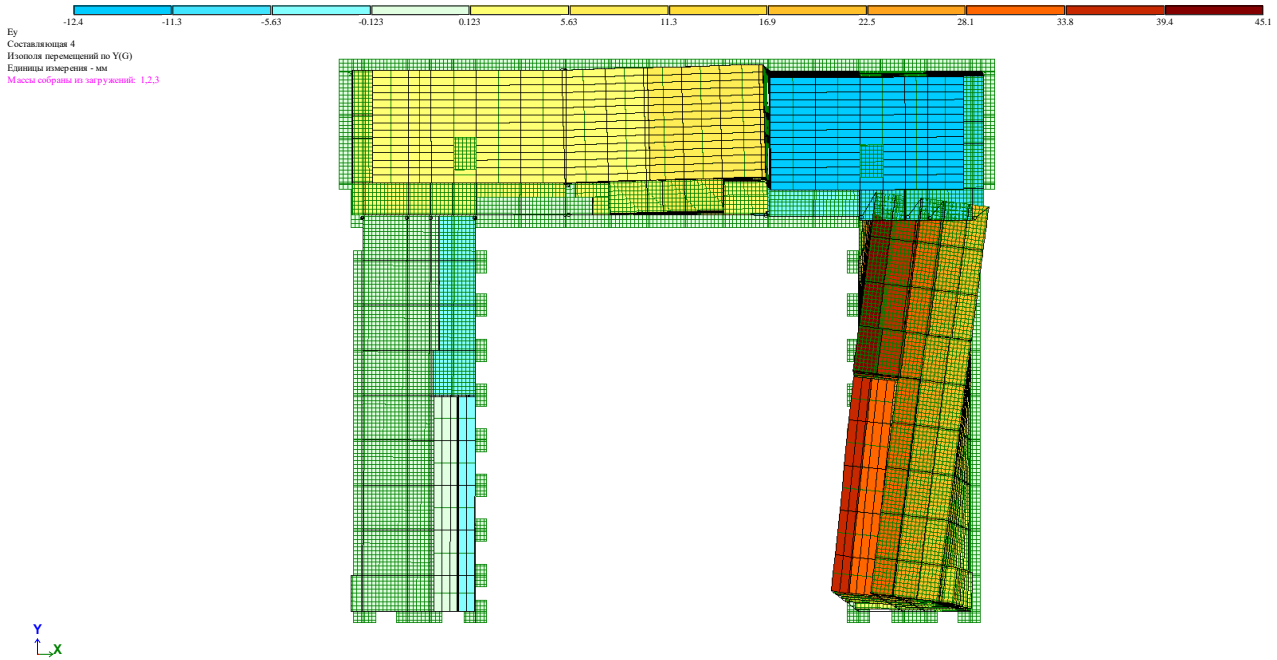 -12.4 -11.3 -5.63 -0.123 0.123 5.63 11.3 16.9 22.5 28.1 33.8 39.4 45.1
Ey
Составляющая 4
Изополя перемещений по Y(G)
Единицы измерения - мм
Массы собраны из загружений: 1,2,3
Y
X